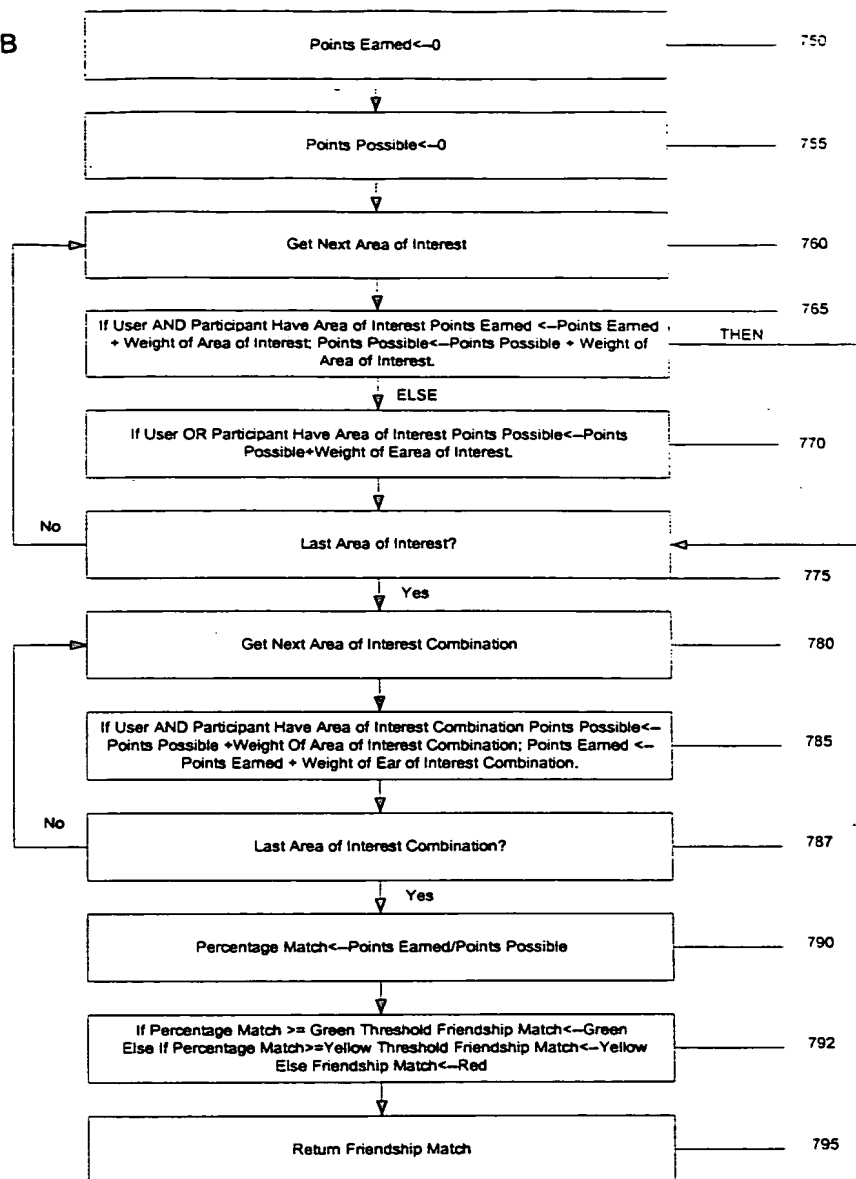 B
Points Earned<--0
750
Points Possible<--0
755
Get Next Area of Interest
760
765
If User AND Participant Have Area of Interest Points Earned <--Points Earned
+ Weight of Area of Interest; Points Possible<--Points Possible + Weight of
Area of Interest.
THEN
ELSE
If User OR Participant Have Area of Interest Points Possible<--Points
Possible+Weight of Earea of Interest.
770
No
Last Area of Interest?
775
Yes
Get Next Area of Interest Combination
780
If User AND Participant Have Area of Interest Combination Points Possible<--
Points Possible +Weight Of Area of Interest Combination; Points Earned <--
Points Earned + Weight of Ear of Interest Combination.
785
No
Last Area of Interest Combination?
787
Yes
Percentage Match<--Points Earned/Points Possible
790
If Percentage Match >= Green Threshold Friendship Match<--Green
Else If Percentage Match>=Yellow Threshold Friendship Match<--Yellow
Else Friendship Match<--Red
792
Return Friendship Match
795